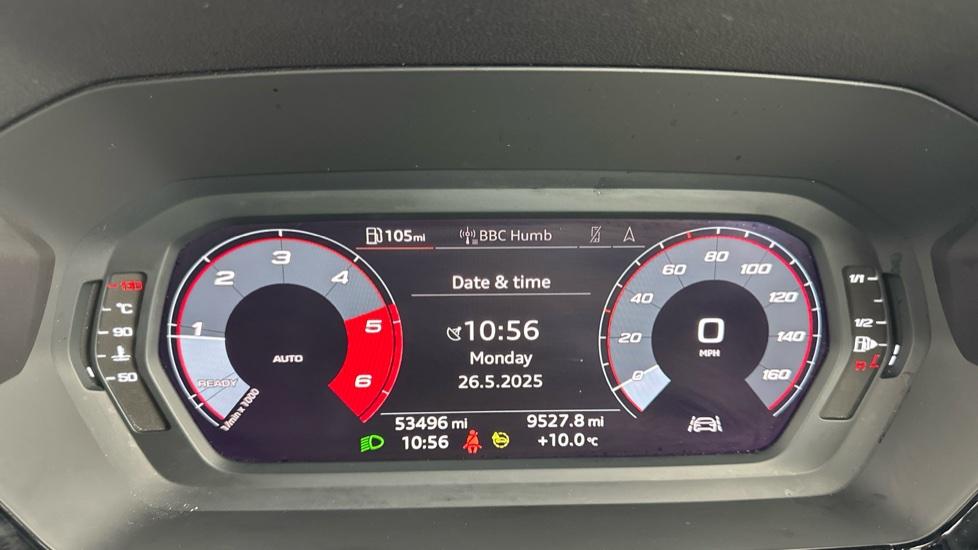 105mi BBC Humb
Date & time
10:56
Monday
26.5.2025
53496 mi 9527.8 mi
10:56 +10.0 °C
130
°C
90
50
1
2
3
4
5
6
READY
1/min x 1000
AUTO
0
20
40
60
80
100
120
140
160
0
MPH
1/1
1/2